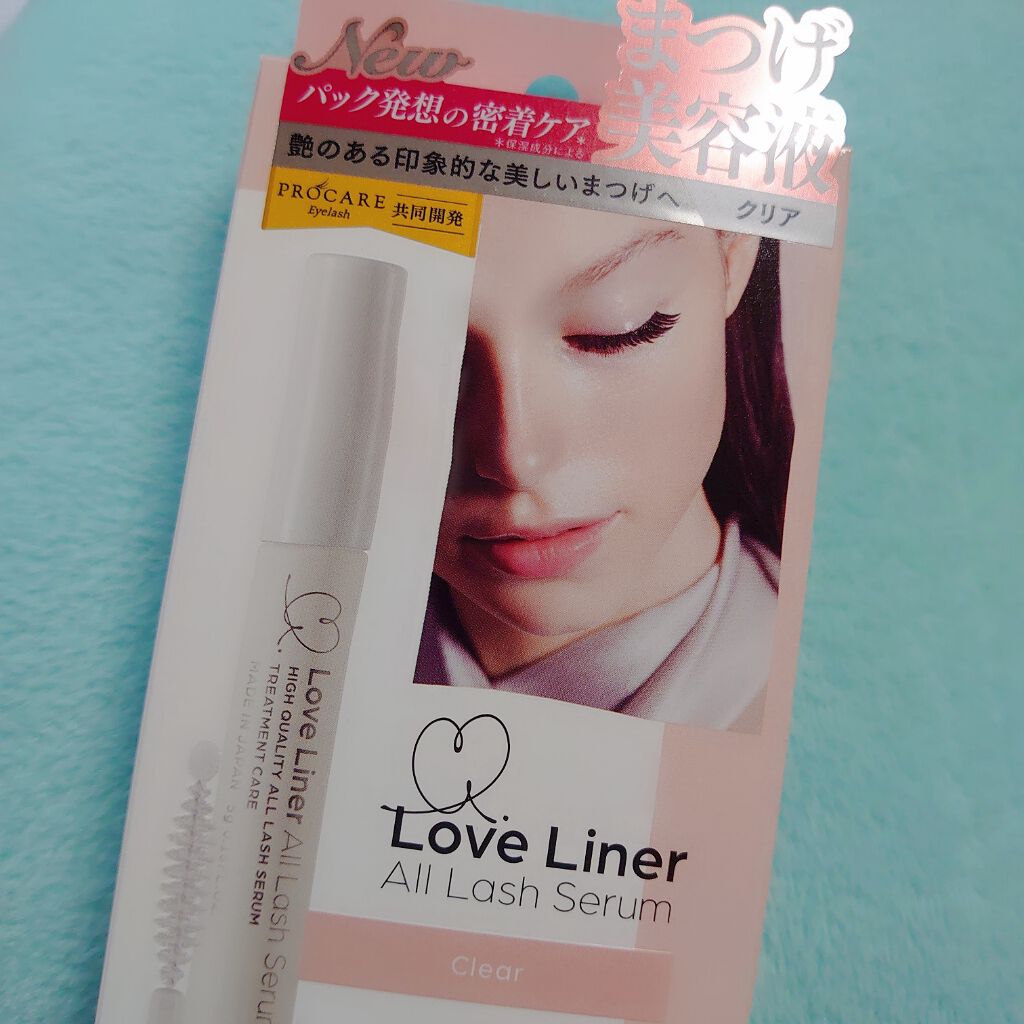 New
パック発想の密着ケア*
*保湿成分による
まつげ
美容液
艶のある印象的な美しいまつげへ
クリア
PROCARE
Eyelash
共同開発
Love Liner All Lash Serum
HIGH QUALITY ALL LASH SERUM
TREATMENT CARE
MADE IN JAPAN 5g
Love Liner
All Lash Serum
Clear